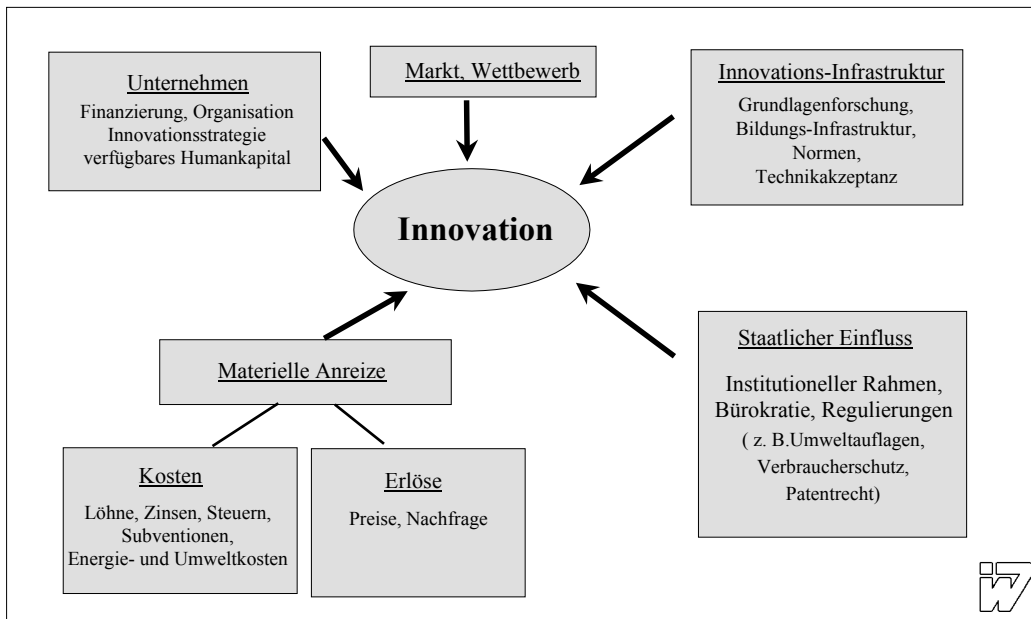 Unternehmen
Finanzierung, Organisation
Innovationsstrategie
verfügbares Humankapital
Markt, Wettbewerb
Innovations-Infrastruktur
Grundlagenforschung,
Bildungs-Infrastruktur,
Normen,
Technikakzeptanz
Innovation
Materielle Anreize
Kosten
Löhne, Zinsen, Steuern,
Subventionen,
Energie- und Umweltkosten
Erlöse
Preise, Nachfrage
Staatlicher Einfluss
Institutioneller Rahmen,
Bürokratie, Regulierungen
( z. B.Umweltauflagen,
Verbraucherschutz,
Patentrecht)